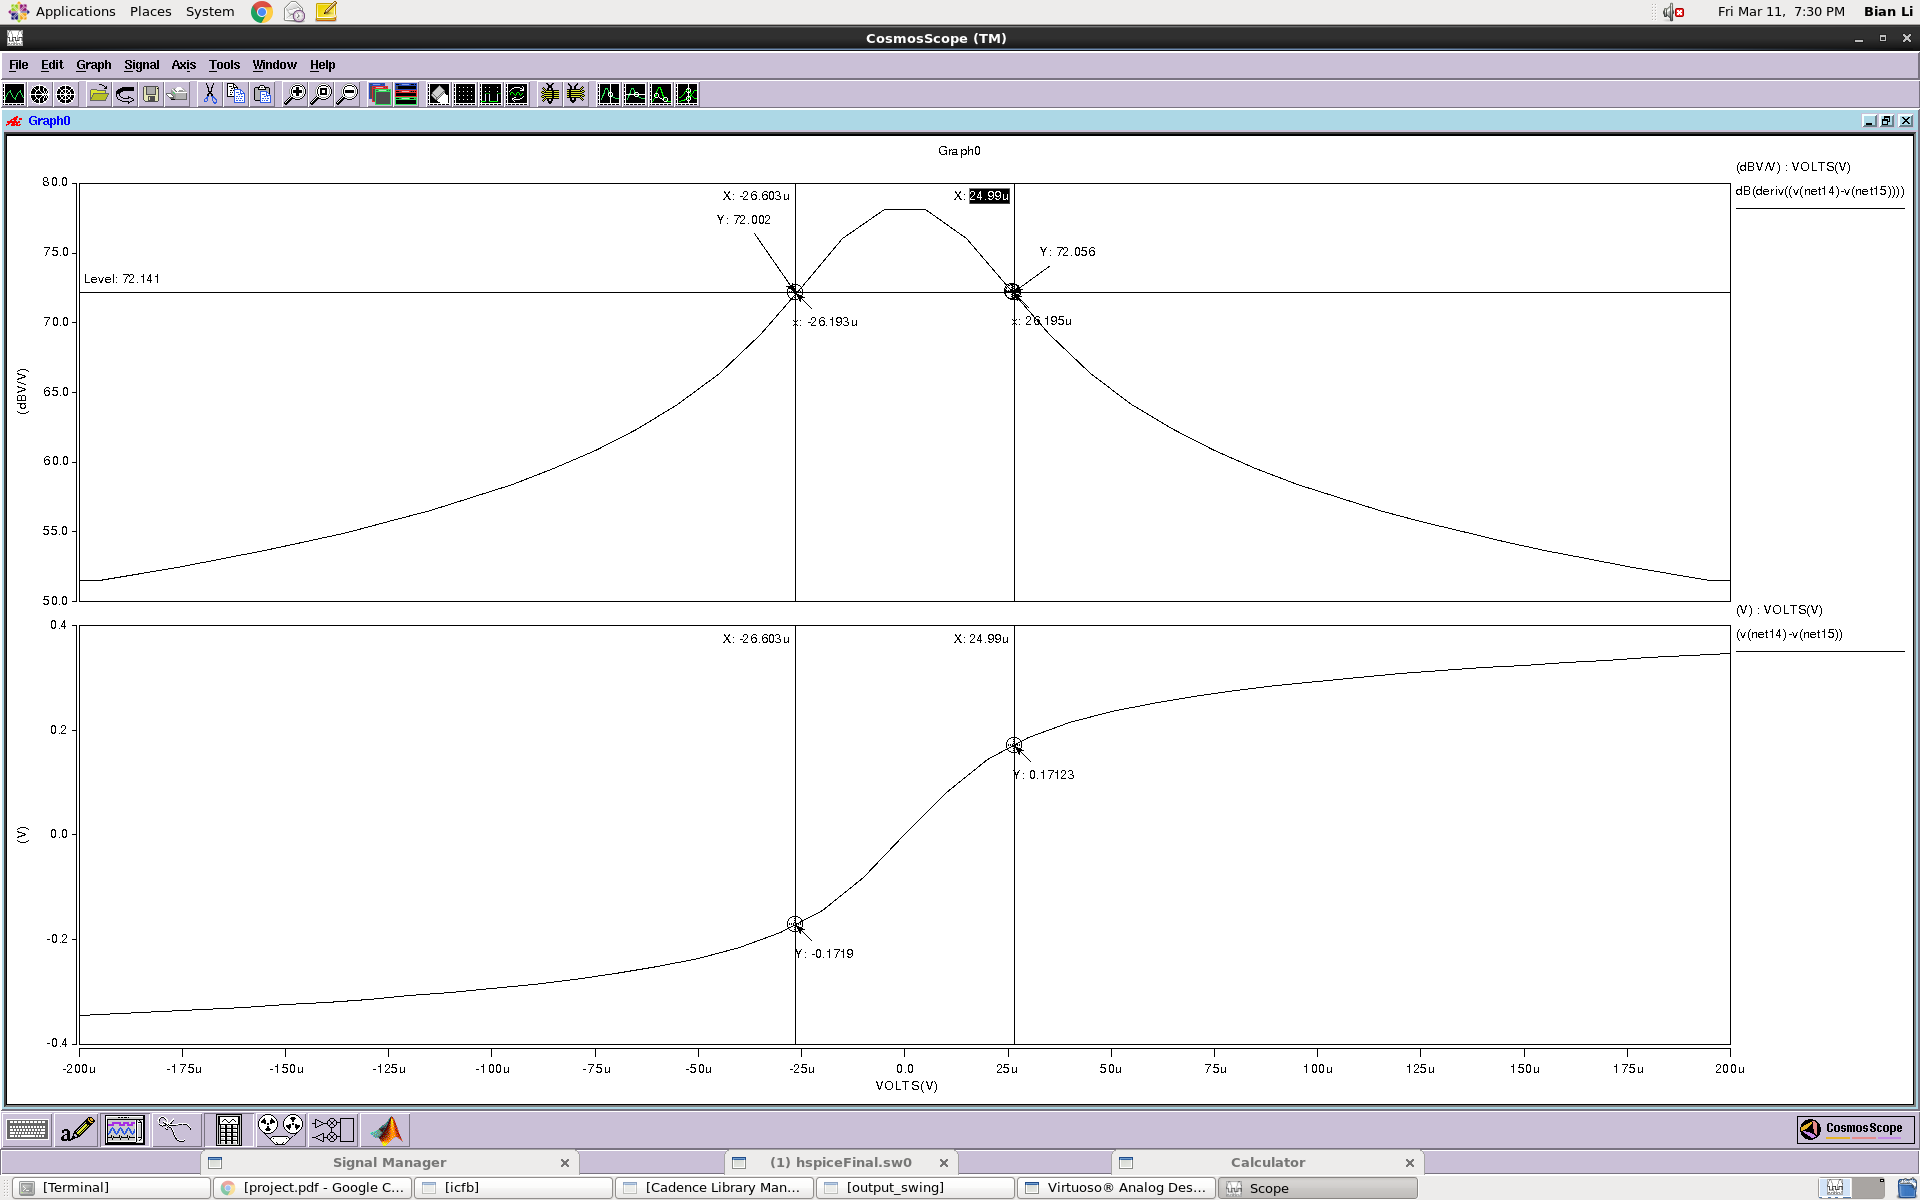 Applications Places System Fri Mar 11, 7:30 PM Bian Li
CosmosScope (TM)
File Edit Graph Signal Axis Tools Window Help
Graph0
Graph0
(dBV/V) : VOLTS(V)
dB(deriv((v(net14)-v(net15))))
80.0
75.0
70.0
65.0
60.0
55.0
50.0
(dBV/V)
X: -26.603u
Y: 72.002
X: 24.99u
Y: 72.056
Level: 72.141
x: -26.193u
x: 26.195u
(V) : VOLTS(V)
(v(net14)-v(net15))
0.4
0.2
0.0
-0.2
-0.4
(V)
X: -26.603u
X: 24.99u
Y: 0.17123
Y: -0.1719
-200u -175u -150u -125u -100u -75u -50u -25u 0.0 25u 50u 75u 100u 125u 150u 175u 200u
VOLTS(V)
CosmosScope
Signal Manager
(1) hspiceFinal.sw0
Calculator
[Terminal]
[project.pdf - Google C...
[icfb]
[Cadence Library Man...
[output_swing]
Virtuoso® Analog Des...
Scope